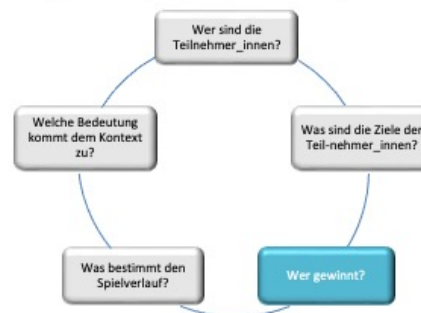 Wer sind die
Teilnehmer_innen?
Welche Bedeutung
kommt dem Kontext
zu?
Was sind die Ziele der
Teil-nehmer_innen?
Was bestimmt den
Spielverlauf?
Wer gewinnt?